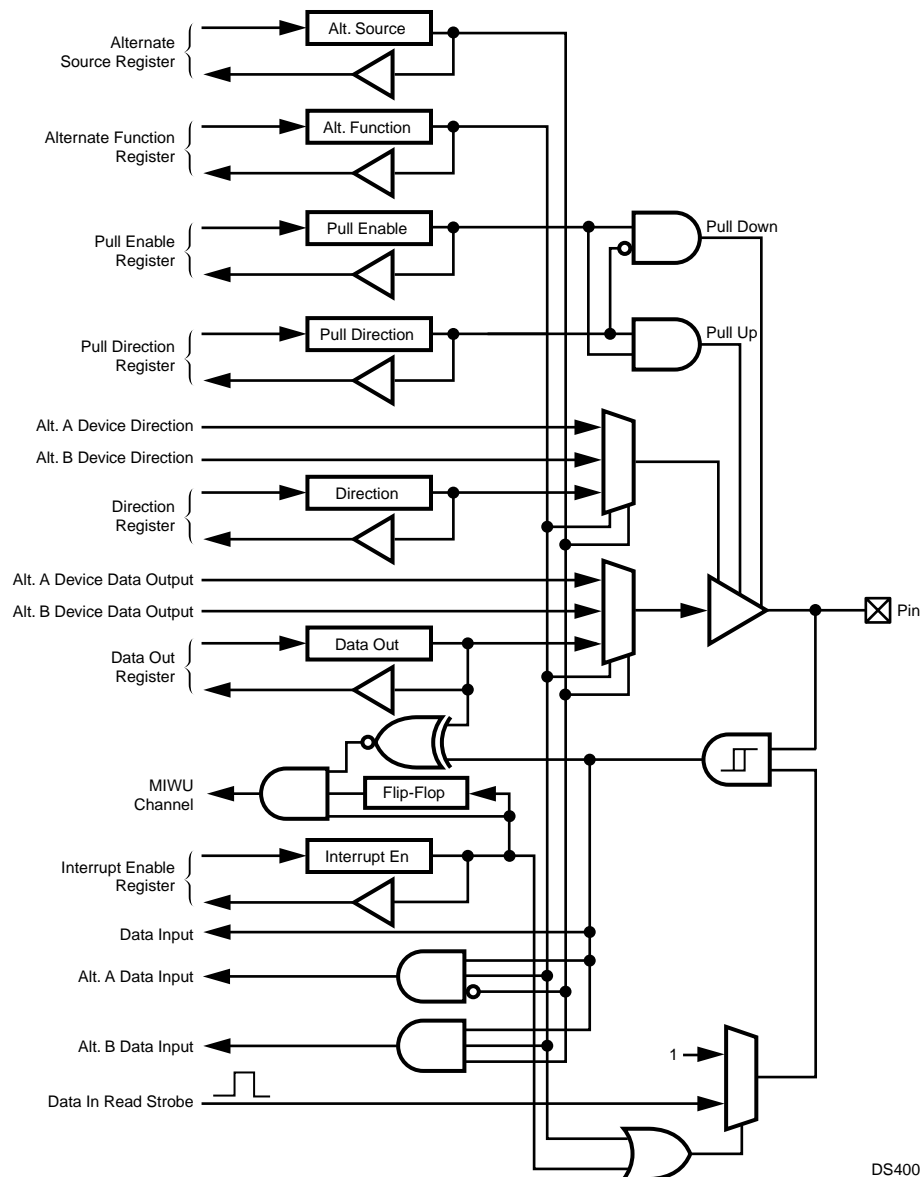 Alternate
Source Register
Alt. Source
Alternate Function
Register
Alt. Function
Pull Enable
Register
Pull Enable
Pull Down
Pull Direction
Register
Pull Direction
Pull Up
Alt. A Device Direction
Alt. B Device Direction
Direction
Register
Direction
Alt. A Device Data Output
Alt. B Device Data Output
Pin
Data Out
Register
Data Out
MIWU
Channel
Flip-Flop
Interrupt Enable
Register
Interrupt En
Data Input
Alt. A Data Input
Alt. B Data Input
1
Data In Read Strobe
DS400